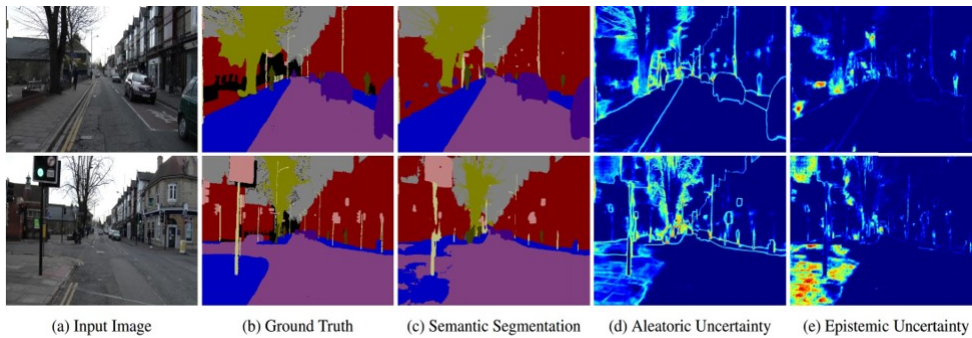 (a) Input Image (b) Ground Truth (c) Semantic Segmentation (d) Aleatoric Uncertainty (e) Epistemic Uncertainty